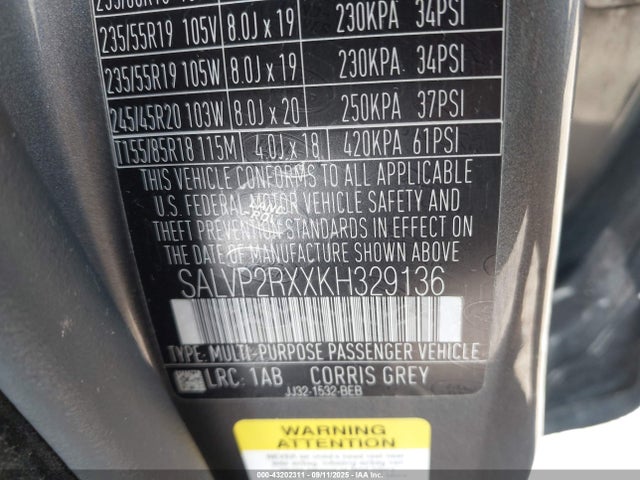 235/55R19 105V 8.0J x 19 230KPA 34PSI
235/55R19 105W 8.0J x 19 230KPA 34PSI
245/45R20 103W 8.0J x 20 250KPA 37PSI
T155/85R18 115M 4.0J x 18 420KPA 61PSI
THIS VEHICLE CONFORMS TO ALL APPLICABLE
U.S. FEDERAL MOTOR VEHICLE SAFETY AND
THEFT PREVENTION STANDARDS IN EFFECT ON
THE DATE OF MANUFACTURE SHOWN ABOVE
SALVP2RXXKH329136
TYPE: MULTI-PURPOSE PASSENGER VEHICLE
LRC: 1AB CORRIS GREY
JJ32-1532-BEB
WARNING
ATTENTION
000 - 43202311 - 09/11/2025 - IAAI.COM